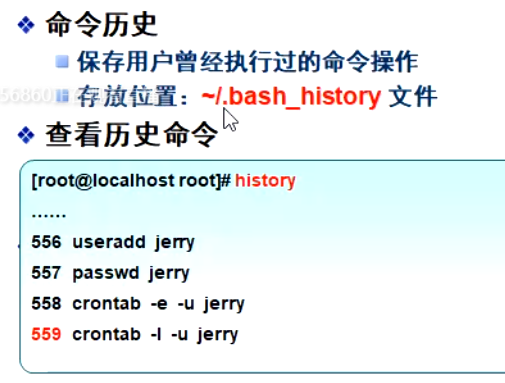 命令历史
保存用户曾经执行过的命令操作
存放位置：~/.bash_history 文件
查看历史命令
[root@localhost root]# history
……
556 useradd jerry
557 passwd jerry
558 crontab -e -u jerry
559 crontab -l -u jerry